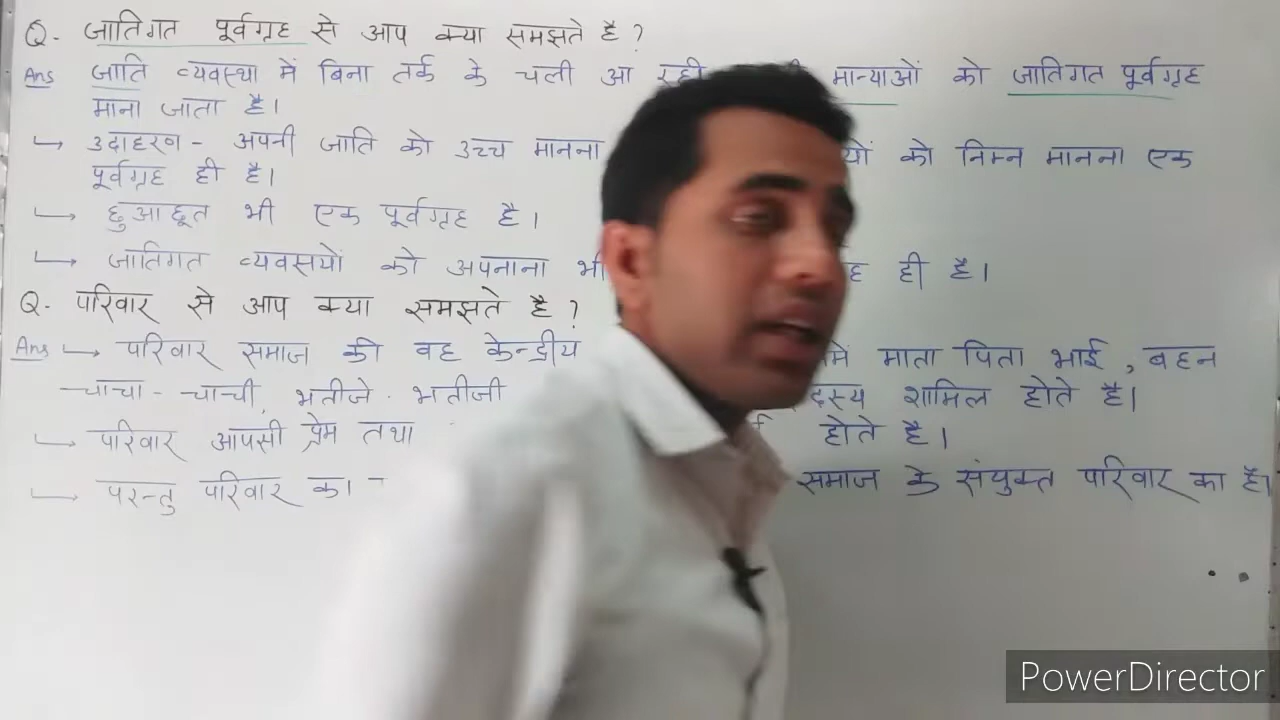 Q. जातिगत पूर्वग्रह से आप क्या समझते है ?
Ans जाति व्यवस्था में बिना तर्क के चली आ रही मान्याओं को जातिगत पूर्वग्रह
माना जाता है।
→ उदाहरण - अपनी जाति को उच्च मानना को निम्न मानना एक
पूर्वग्रह ही है।
→ छुआछूत भी एक पूर्वग्रह है।
→ जातिगत व्यवसयों को अपनाना भी ही है।
Q. परिवार से आप क्या समझते है ?
Ans → परिवार समाज की वह केन्द्रीय माता पिता भाई , बहन
चाचा - चाची, भतीजे - भतीजी शामिल होते है।
→ परिवार आपसी प्रेम तथा होते है।
→ परन्तु परिवार का समाज के संयुक्त परिवार का है।
PowerDirector